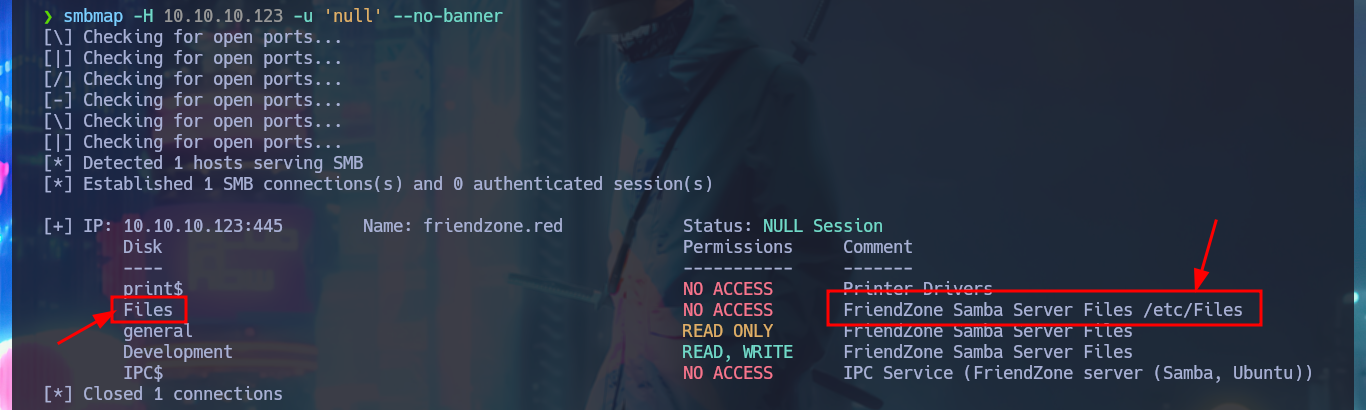 ❯ smbmap -H 10.10.10.123 -u 'null' --no-banner
[\] Checking for open ports...
[|] Checking for open ports...
[/] Checking for open ports...
[-] Checking for open ports...
[\] Checking for open ports...
[|] Checking for open ports...
[*] Detected 1 hosts serving SMB
[*] Established 1 SMB connections(s) and 0 authenticated session(s)
[+] IP: 10.10.10.123:445 Name: friendzone.red Status: NULL Session
Disk Permissions Comment
---- ----------- -------
print$ NO ACCESS Printer Drivers
Files NO ACCESS FriendZone Samba Server Files /etc/Files
general READ ONLY FriendZone Samba Server Files
Development READ, WRITE FriendZone Samba Server Files
IPC$ NO ACCESS IPC Service (FriendZone server (Samba, Ubuntu))
[*] Closed 1 connections